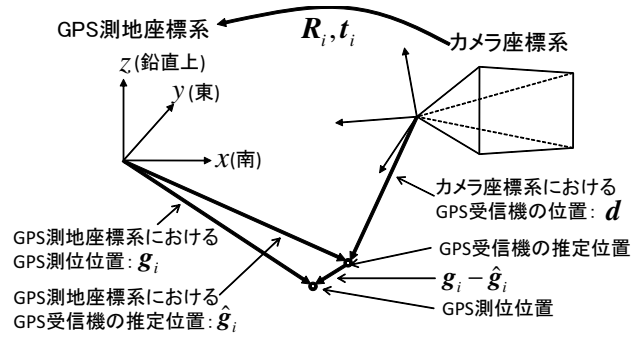 GPS測地座標系
R_i, t_i
カメラ座標系
z(鉛直上)
y(東)
x(南)
カメラ座標系における
GPS受信機の位置: d
GPS測地座標系における
GPS測位位置: g_i
GPS受信機の推定位置
g_i − ĝ_i
GPS測位位置
GPS測地座標系における
GPS受信機の推定位置: ĝ_i